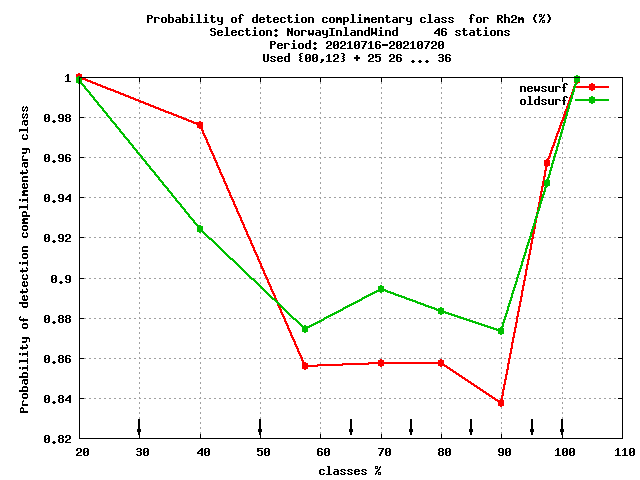 Probability of detection complimentary class  for Rh2m (%)
Selection: NorwayInlandWind     46 stations
Period: 20210716-20210720
Used {00,12} + 25 26 ... 36
newsurf
oldsurf
Probability of detection complimentary class
1
0,98
0,96
0,94
0,92
0,9
0,88
0,86
0,84
0,82
20 30 40 50 60 70 80 90 100 110
classes %